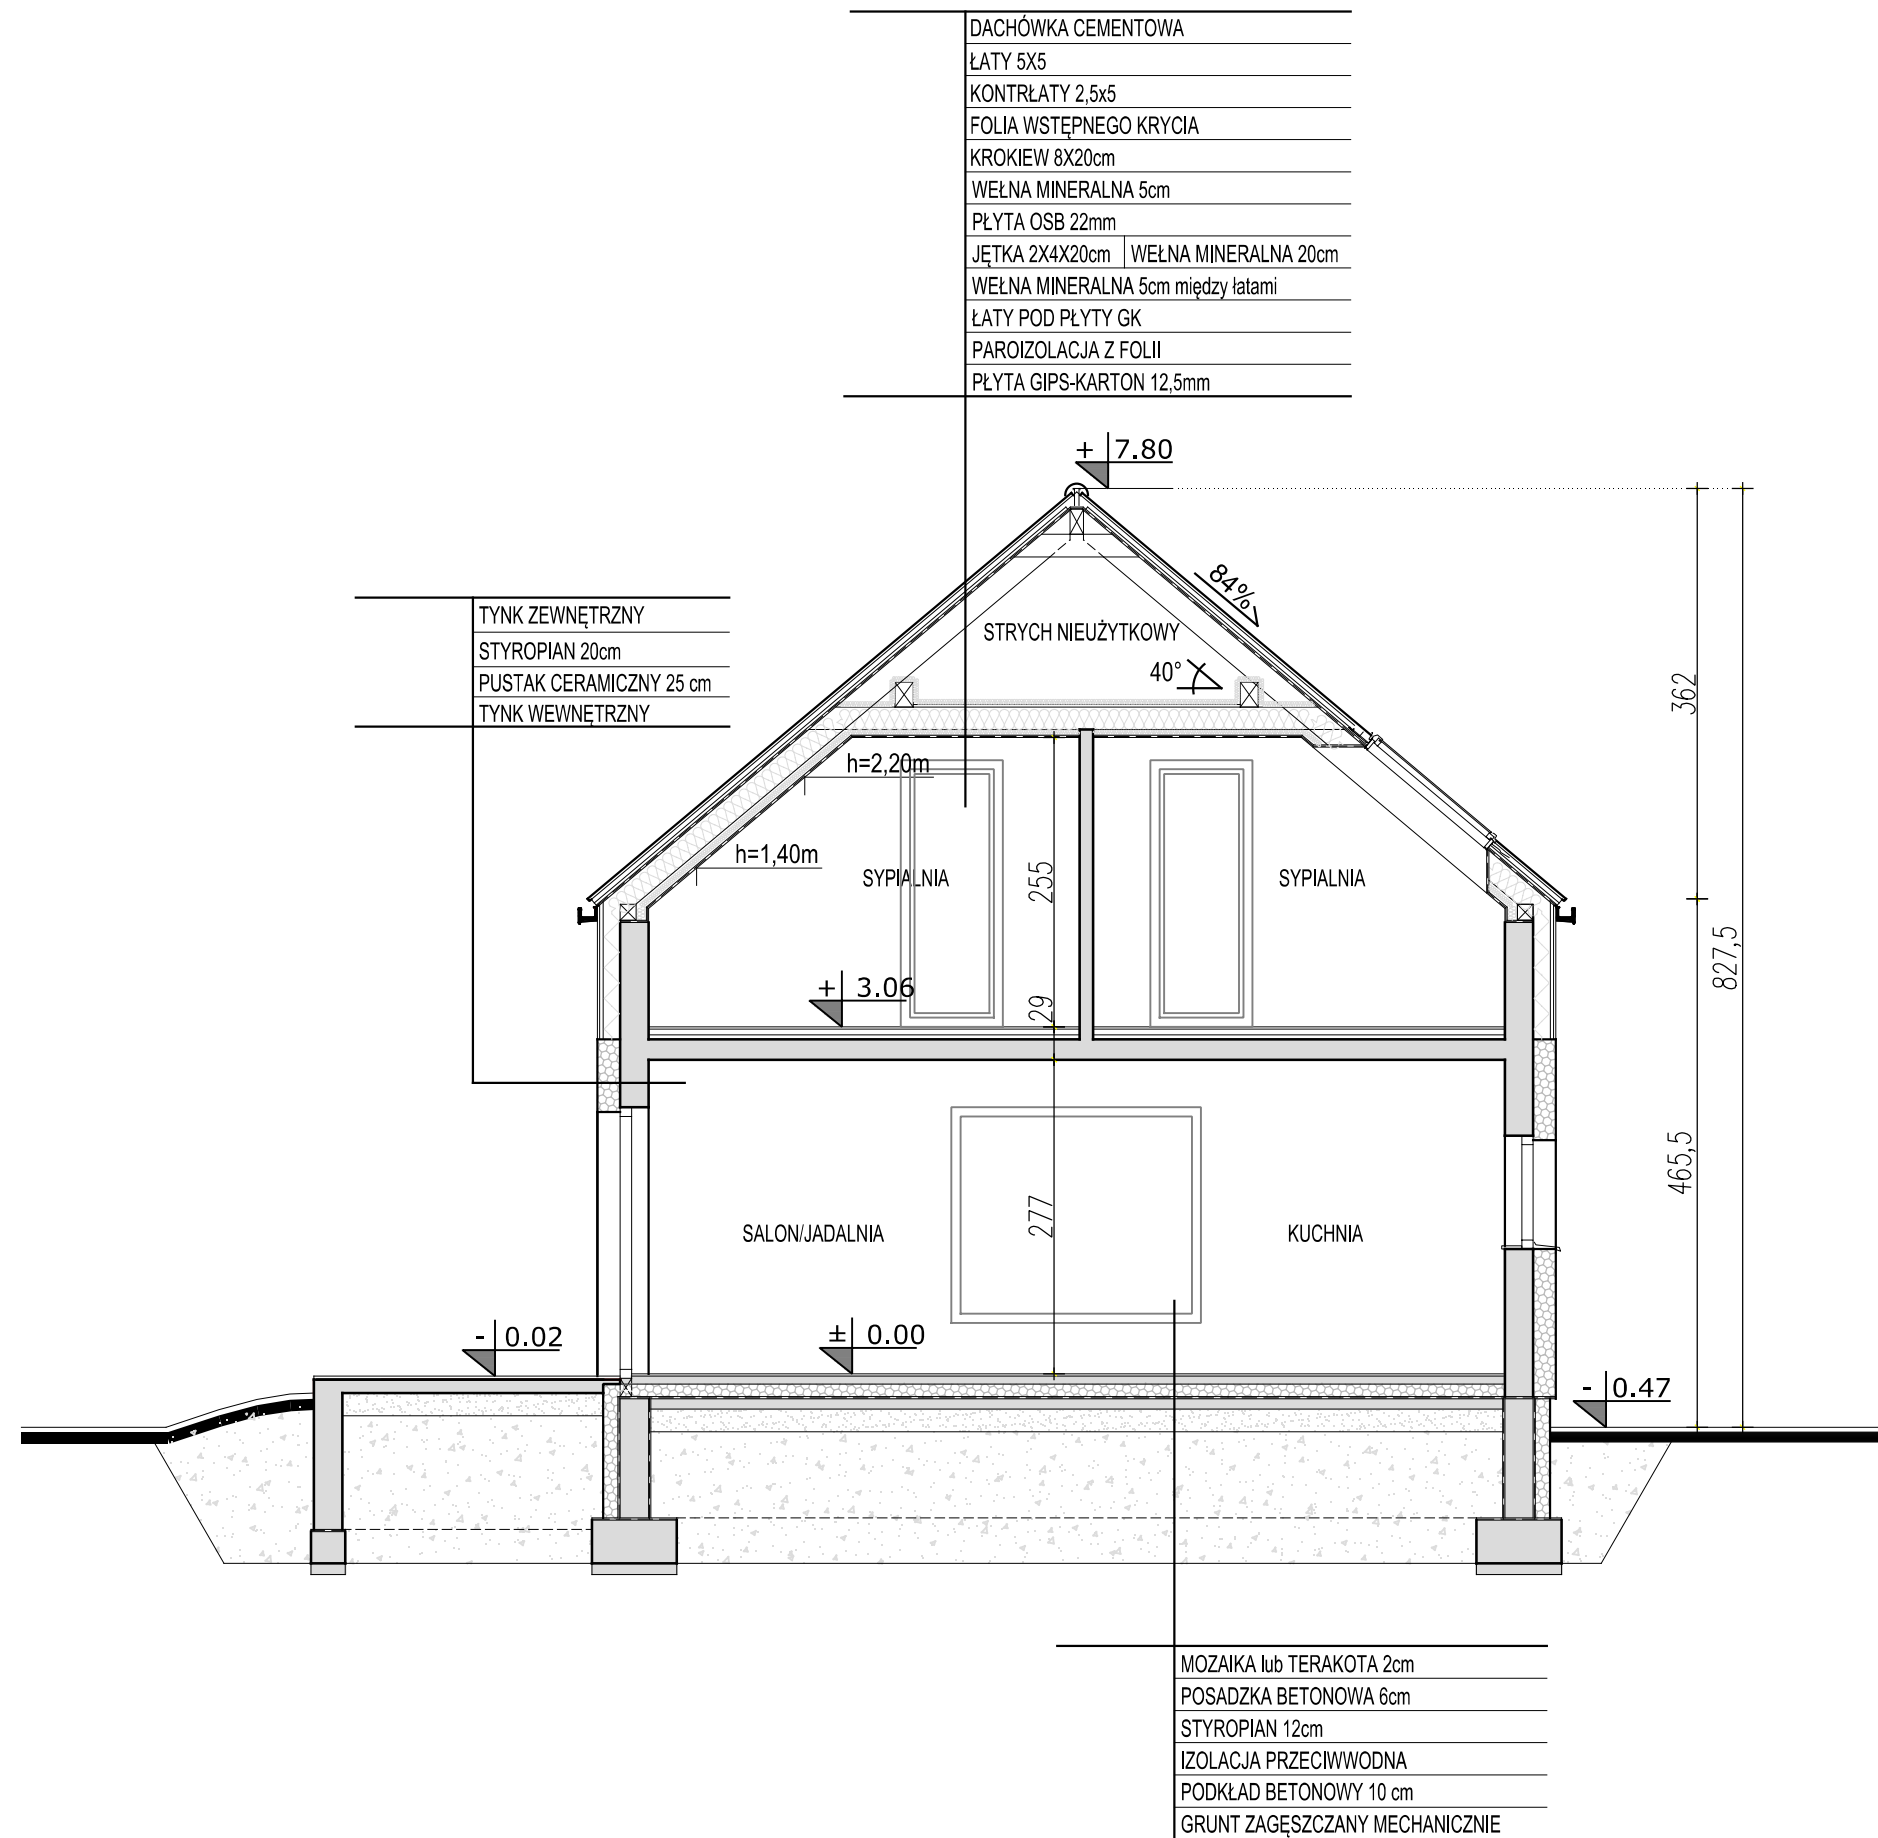 DACHÓWKA CEMENTOWA
ŁATY 5X5
KONTRŁATY 2,5x5
FOLIA WSTĘPNEGO KRYCIA
KROKIEW 8X20cm
WEŁNA MINERALNA 5cm
PŁYTA OSB 22mm
JĘTKA 2X4X20cm WEŁNA MINERALNA 20cm
WEŁNA MINERALNA 5cm między łatami
ŁATY POD PŁYTY GK
PAROIZOLACJA Z FOLII
PŁYTA GIPS-KARTON 12,5mm
+ 7.80
84%
TYNK ZEWNĘTRZNY
STYROPIAN 20cm
PUSTAK CERAMICZNY 25 cm
TYNK WEWNĘTRZNY
STRYCH NIEUŻYTKOWY
40°
362
h=2,20m
h=1,40m
SYPIALNIA
255
SYPIALNIA
827,5
+ 3.06
29
465,5
277
SALON/JADALNIA
KUCHNIA
- 0.02
± 0.00
- 0.47
MOZAIKA lub TERAKOTA 2cm
POSADZKA BETONOWA 6cm
STYROPIAN 12cm
IZOLACJA PRZECIWWODNA
PODKŁAD BETONOWY 10 cm
GRUNT ZAGĘSZCZANY MECHANICZNIE